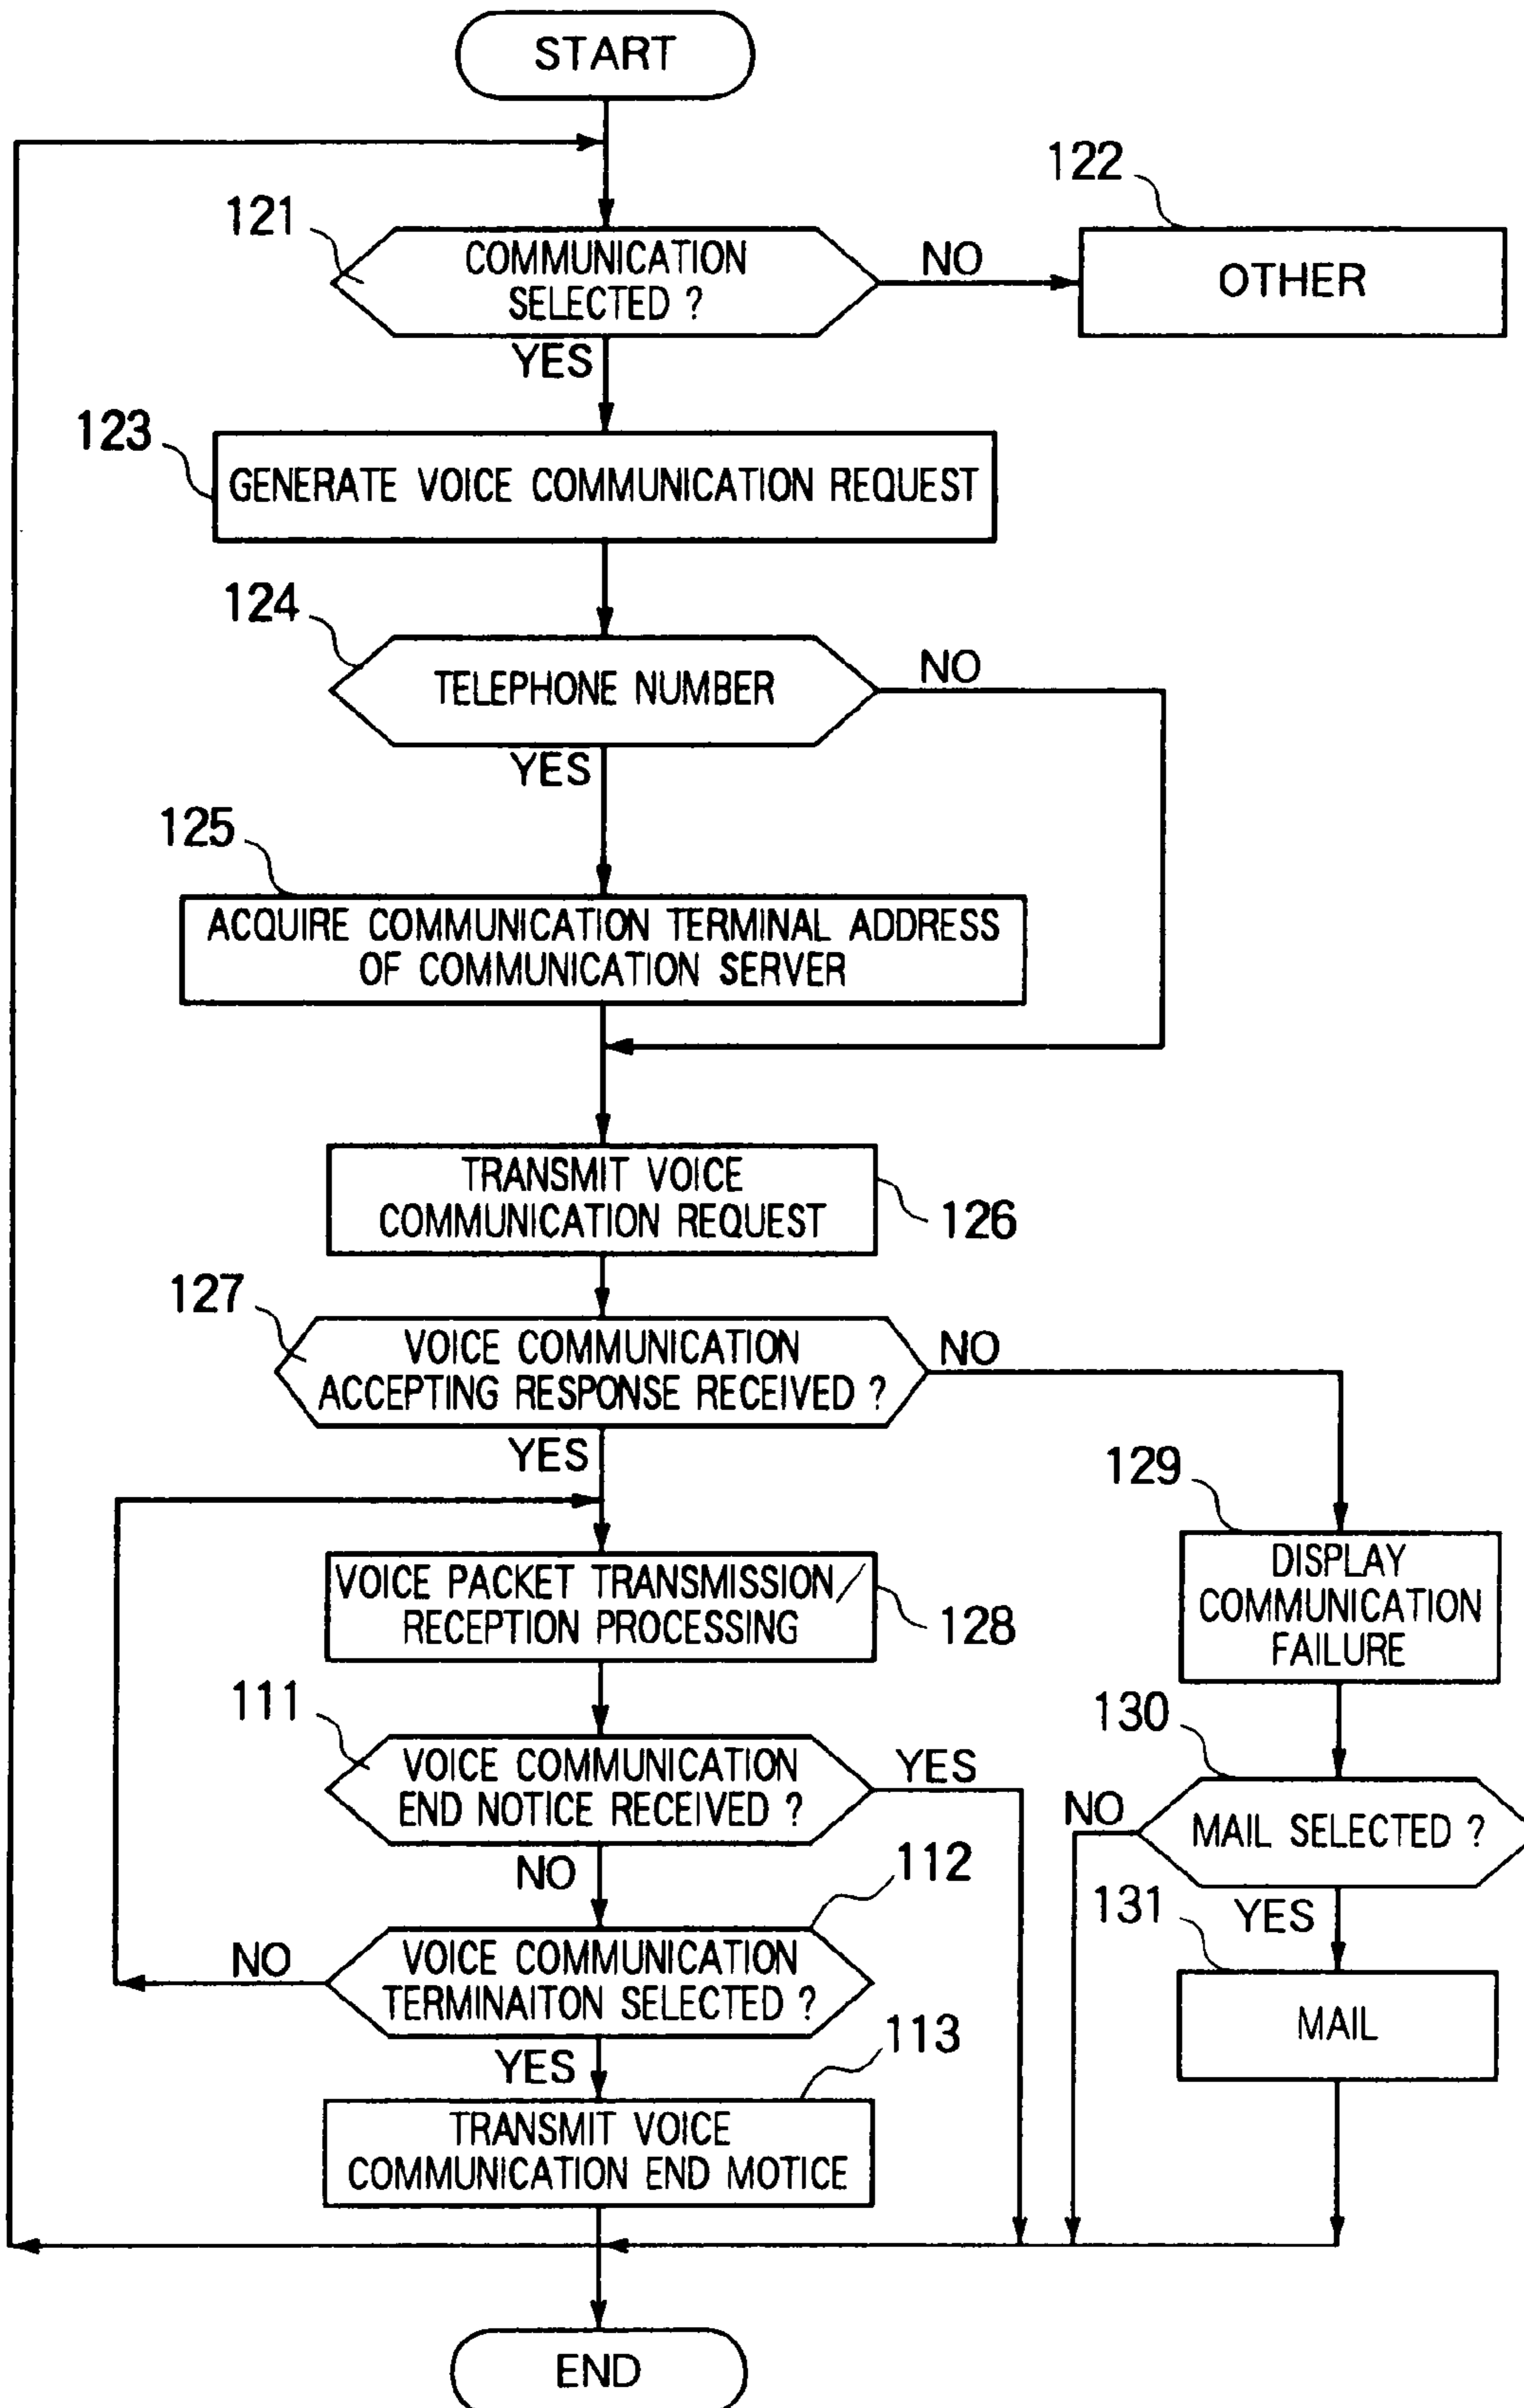 START
122
121
COMMUNICATION
SELECTED ?
NO
OTHER
YES
123
GENERATE VOICE COMMUNICATION REQUEST
124
TELEPHONE NUMBER
NO
YES
125
ACQUIRE COMMUNICATION TERMINAL ADDRESS
OF COMMUNICATION SERVER
TRANSMIT VOICE
COMMUNICATION REQUEST
126
127
VOICE COMMUNICATION
ACCEPTING RESPONSE RECEIVED ?
NO
YES
129
DISPLAY
COMMUNICATION
FAILURE
VOICE PACKET TRANSMISSION/
RECEPTION PROCESSING
128
111
VOICE COMMUNICATION
END NOTICE RECEIVED ?
YES
130
NO
MAIL SELECTED ?
NO
112
131
YES
VOICE COMMUNICATION
TERMINAITON SELECTED ?
NO
MAIL
YES
113
TRANSMIT VOICE
COMMUNICATION END MOTICE
END